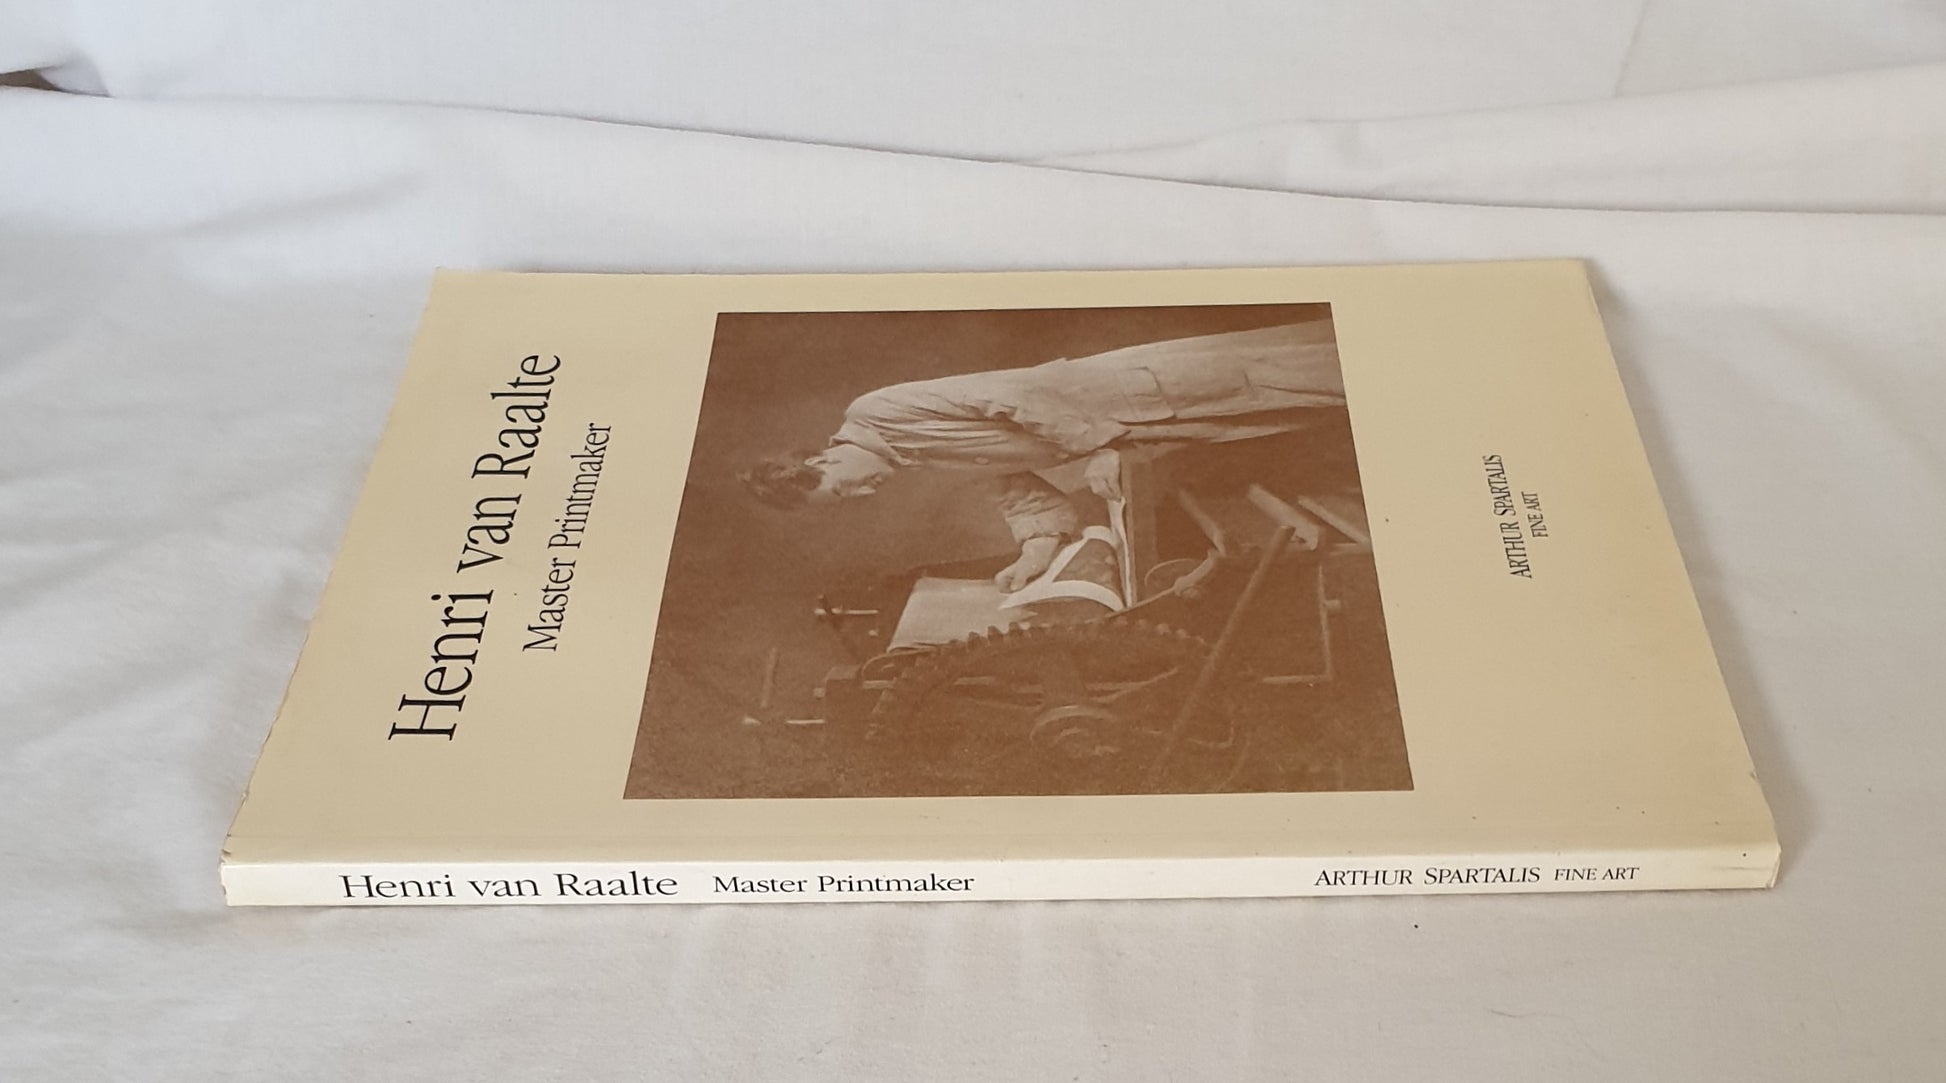 Henri van Raalte
Master Printmaker
ARTHUR SPARTALIS
FINE ART
Henri van Raalte Master Printmaker ARTHUR SPARTALIS FINE ART